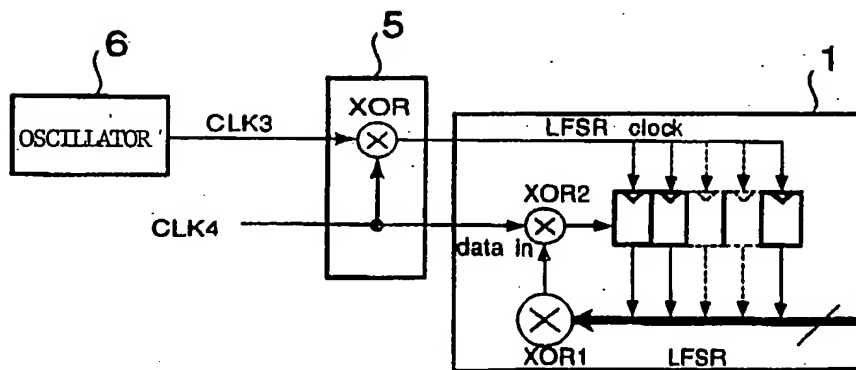 6
5
1
XOR
OSCILLATOR
CLK3
LFSR clock
XOR2
CLK4
data in
XOR1
LFSR